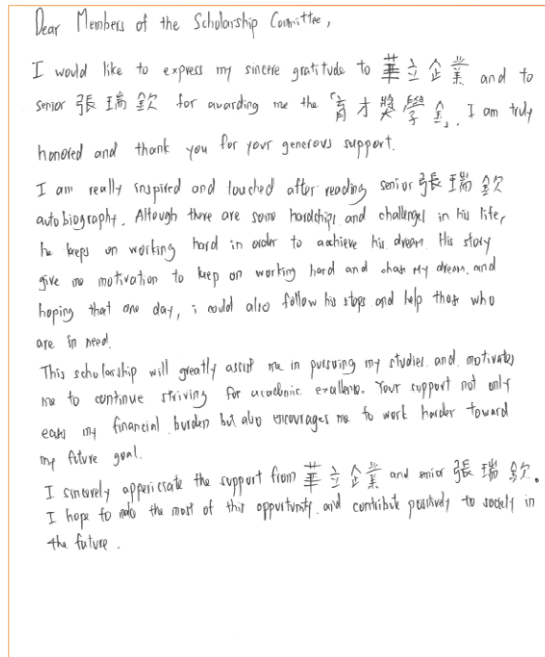 Dear Members of the Scholarship Committee,
I would like to express my sincere gratitude to 華立企業 and to
senior 張瑞欽 for awarding me the「育才獎學金」. I am truly
honored and thank you for your generous support.
I am really inspired and touched after reading senior 張瑞欽
autobiography. Altough there are some hardships and challenges in his life,
he keeps on working hard in order to achieve his dream. His story
give me motivation to keep on working hard and chase my dream. and
hoping that one day, i could also follow his steps and help those who
are in need.
This scholarship will greatly assist me in pursuing my studies and motivates
me to continue striving for academic excellence. Your support not only
eases my financial burden but also encourages me to work harder toward
my future goal.
I sincerely appericrate the support from 華立企業 and senior 張瑞欽.
I hope to make the most of this opportunity and contribute positively to society in
the future.